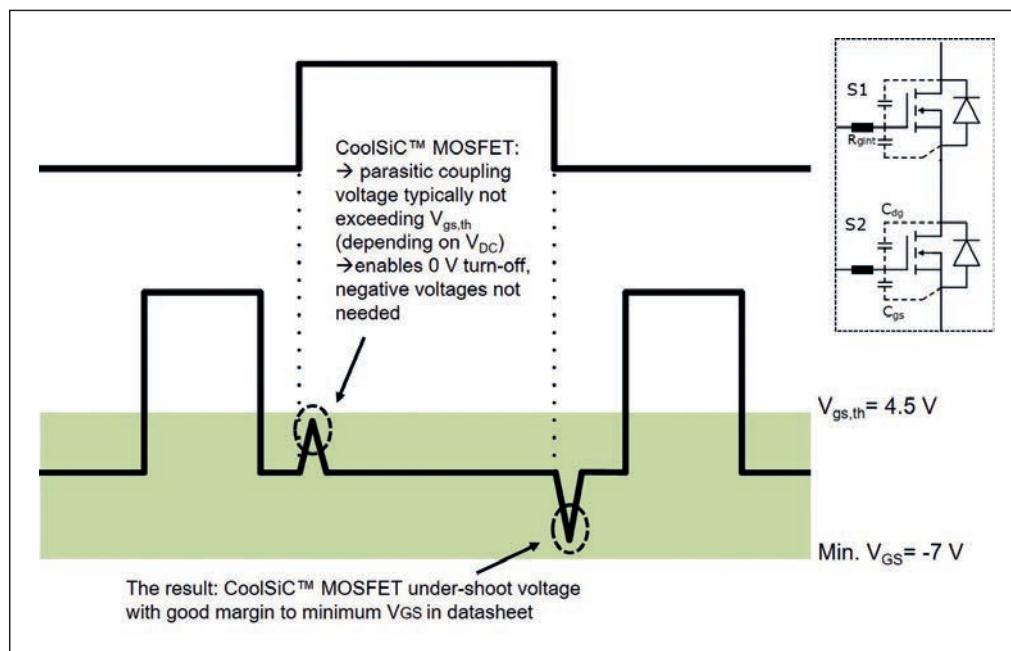 CoolSiC™ MOSFET:
→ parasitic coupling
voltage typically not
exceeding Vgs,th
(depending on VDC)
→enables 0 V turn-off,
negative voltages not
needed
S1
Rgint
Cdg
S2
Cgs
Vgs,th= 4.5 V
Min. VGS= -7 V
The result: CoolSiC™ MOSFET under-shoot voltage
with good margin to minimum VGS in datasheet